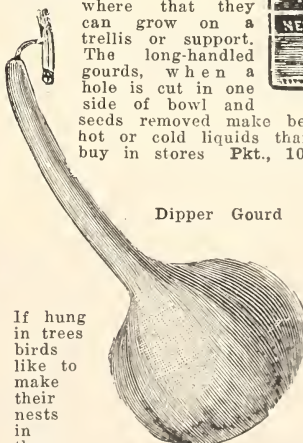 where that they
can grow on a
trellis or support.
The long-handled
gourds, when a
hole is cut in one
side of bowl and
seeds removed make be
hot or cold liquids tha
buy in stores Pkt., 10
NE
Dipper Gourd
If hung
in trees
birds
like to
make
their
nests
in